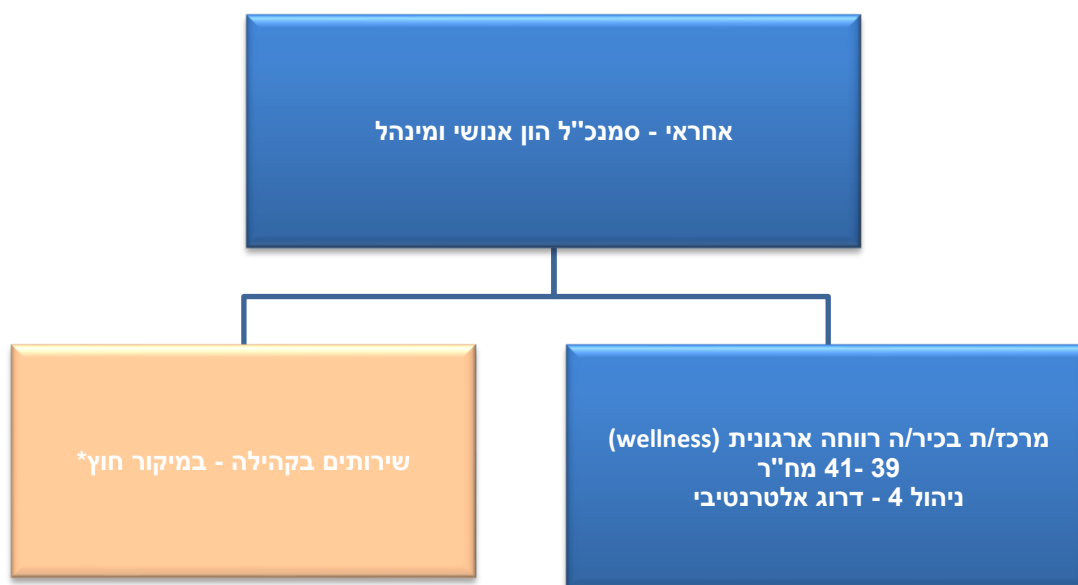 אחראי - סמנכ"ל הון אנושי ומינהל
מרכז/ת בכיר/ה רווחה ארגונית (wellness)
39 -41 מח"ר
ניהול 4 - דרוג אלטרנטיבי
שירותים בקהילה - במיקור חוץ*